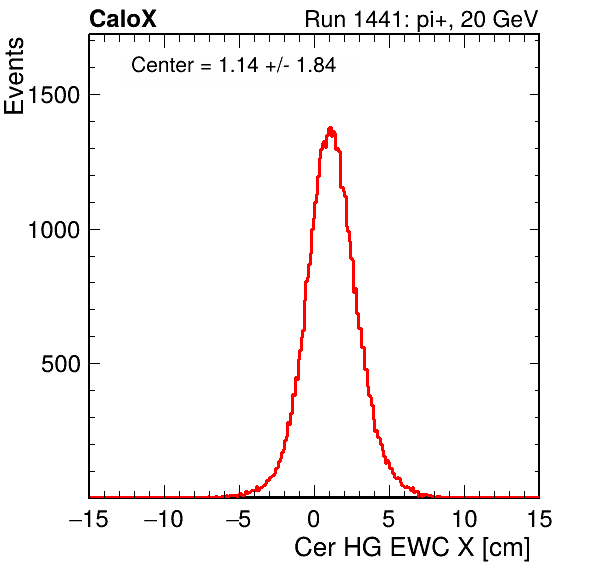 CaloX
Run 1441: pi+, 20 GeV
Center = 1.14 +/- 1.84
Events
1500
1000
500
−15 −10 −5 0 5 10 15
Cer HG EWC X [cm]